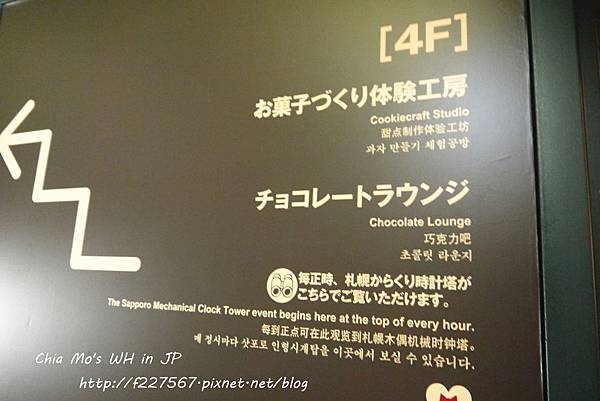 [4F]
お菓子づくり体験工房
Cookiecraft Studio
甜点制作体验工坊
과자 만들기 체험공방
チョコレートラウンジ
Chocolate Lounge
巧克力吧
초콜릿 라운지
毎正時、札幌からくり時計塔が
こちらでご覧いただけます。
The Sapporo Mechanical Clock Tower event begins here at the top of every hour.
每到正点可在此观览到札幌木偶机械时钟塔。
매 정시마다 삿포로 인형시계탑을 이곳에서 보실 수 있습니다.
Chia Mo's WH in JP
http://f227567.pixnet.net/blog